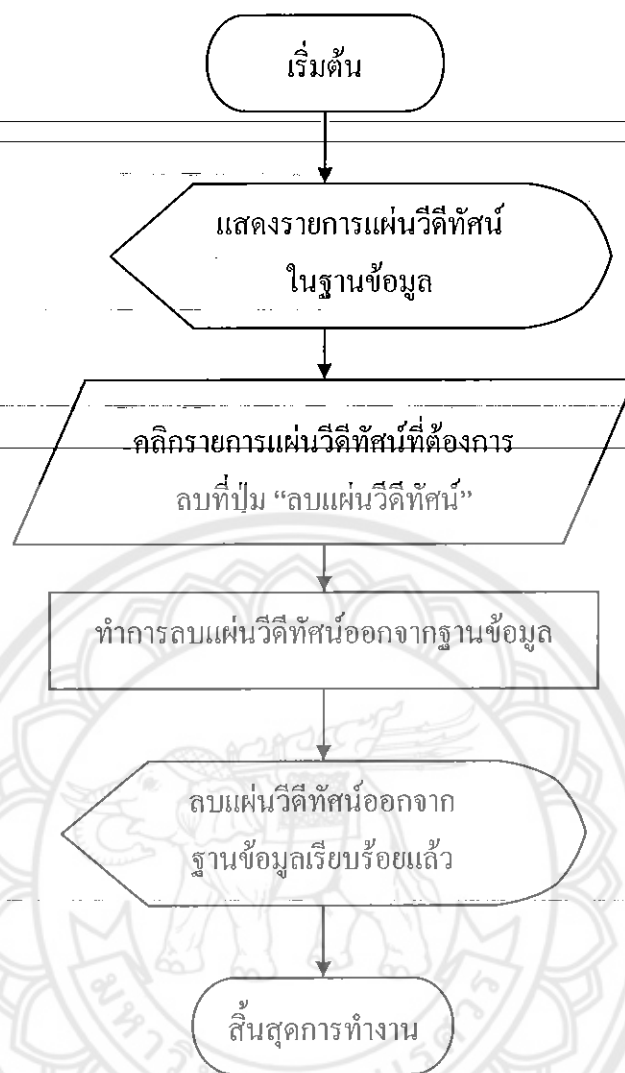 เริ่มต้น
แสดงรายการแผ่นวีดีทัศน์
ในฐานข้อมูล
คลิกรายการแผ่นวีดีทัศน์ที่ต้องการ
ลบที่ปุ่ม “ลบแผ่นวีดีทัศน์”
ทำการลบแผ่นวีดีทัศน์ออกจากฐานข้อมูล
ลบแผ่นวีดีทัศน์ออกจาก
ฐานข้อมูลเรียบร้อยแล้ว
สิ้นสุดการทำงาน